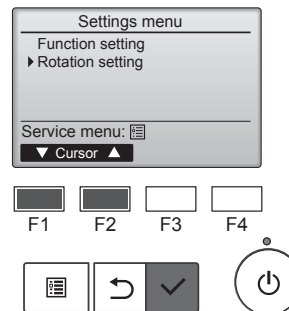 Settings menu
Function setting
Rotation setting
Service menu:
▼ Cursor ▲
F1 F2 F3 F4